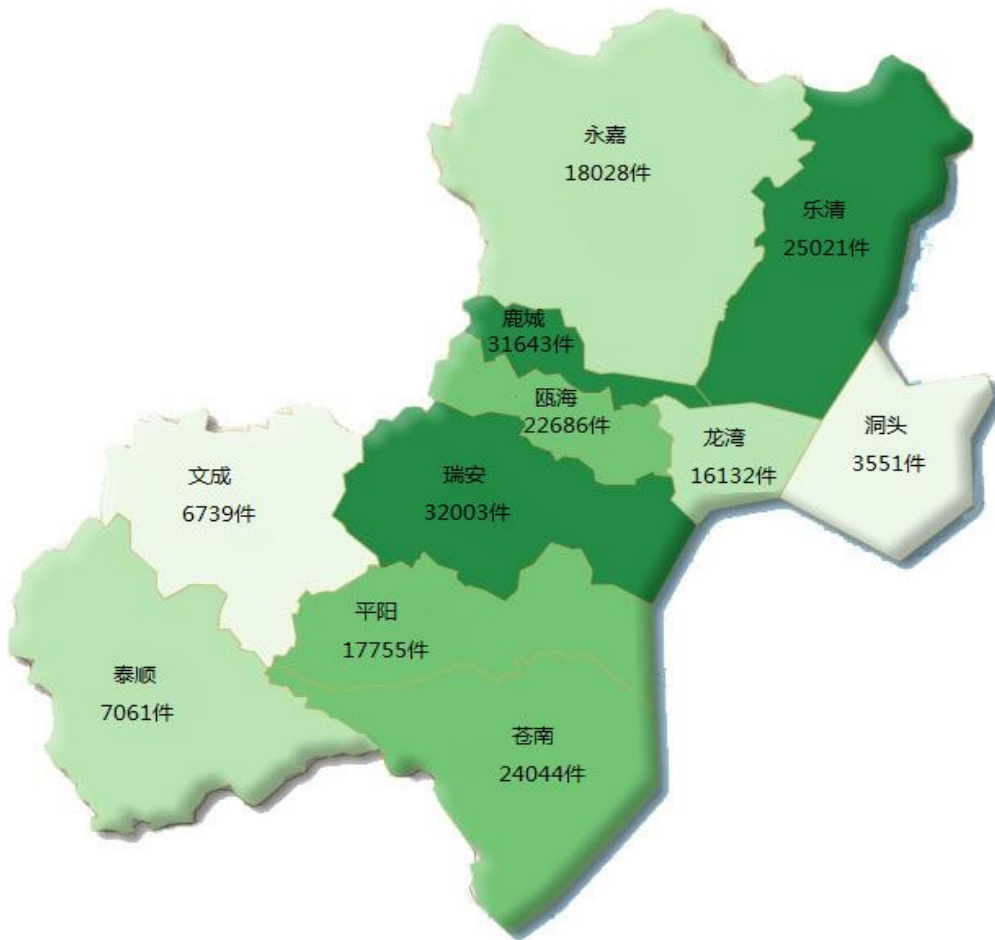 永嘉
18028件
乐清
25021件
鹿城
31643件
瓯海
22686件
龙湾
16132件
洞头
3551件
文成
6739件
瑞安
32003件
平阳
17755件
泰顺
7061件
苍南
24044件